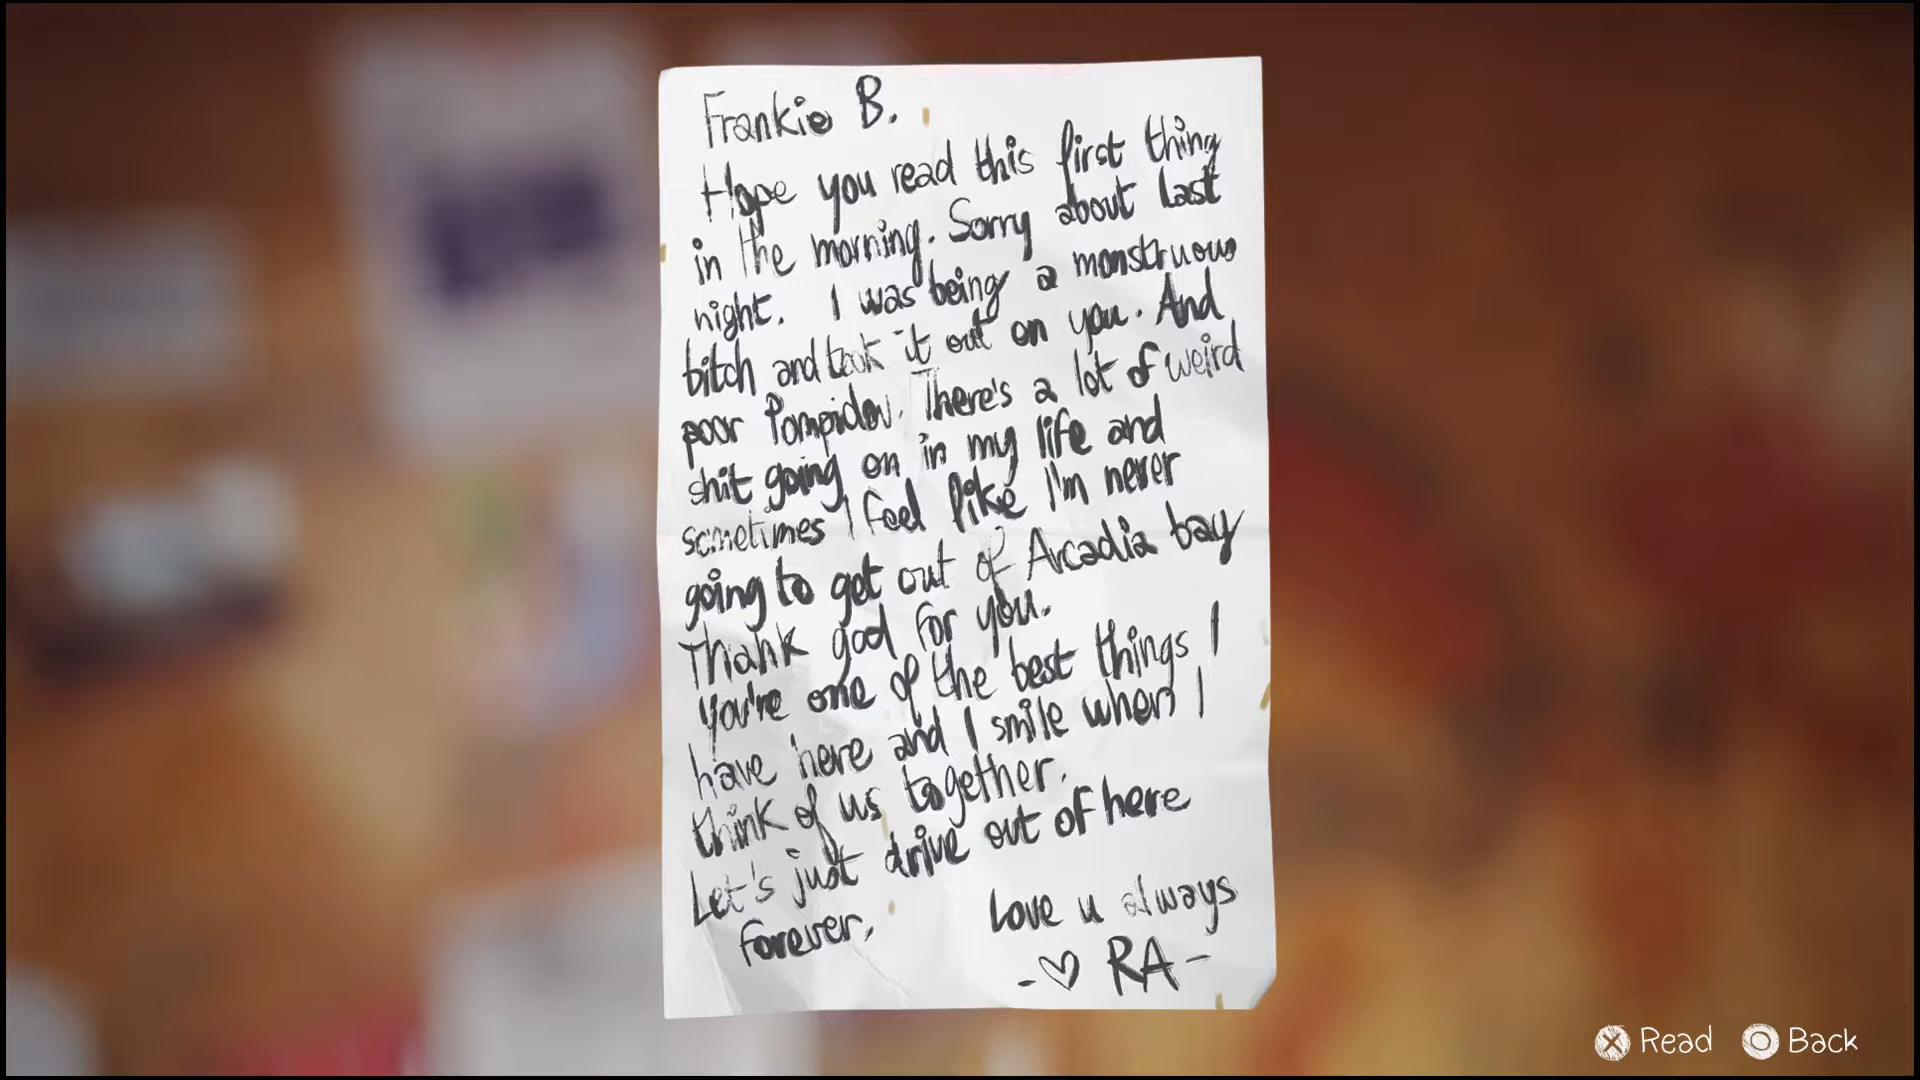 Frankie B.
Hope you read this first thing
in the morning. Sorry about last
night. I was being a monstruous
bitch and took it out on you. And
poor Pompidou. There's a lot of weird
shit going on in my life and
sometimes I feel like I'm never
going to get out of Arcadia bay
Thank god for you.
You're one of the best things I
have here and I smile when I
think of us together.
Let's just drive out of here
forever.
Love u always
-♡ RA-
Read
Back